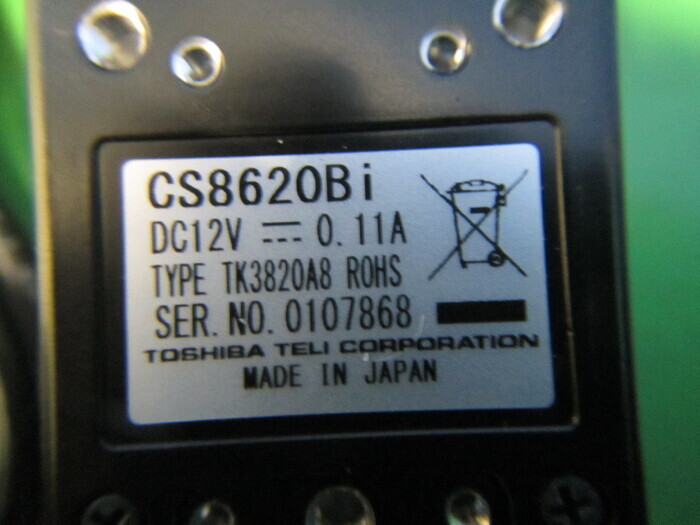 CS8620Bi
DC12V ⎓ 0.11A
TYPE TK3820A8 ROHS
SER. NO. 0107868
TOSHIBA TELI CORPORATION
MADE IN JAPAN